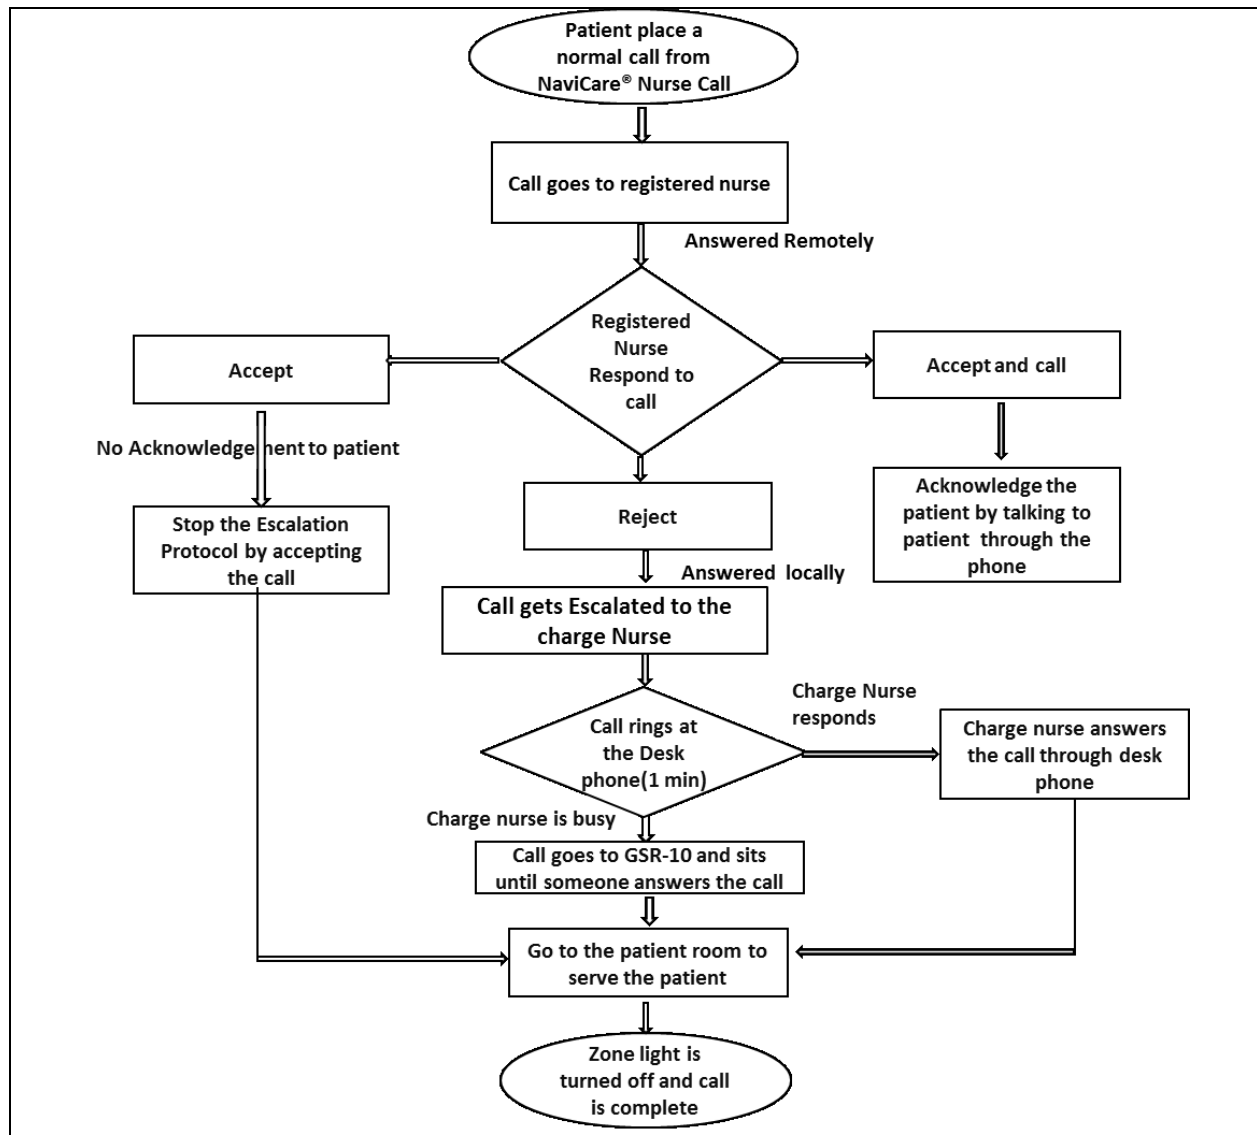 Patient place a
normal call from
NaviCare® Nurse Call
Call goes to registered nurse
Answered Remotely
Registered
Nurse
Respond to
call
Accept
Accept and call
No Acknowledgement to patient
Reject
Acknowledge the
patient by talking to
patient through the
phone
Stop the Escalation
Protocol by accepting
the call
Answered locally
Call gets Escalated to the
charge Nurse
Call rings at
the Desk
phone(1 min)
Charge Nurse
responds
Charge nurse answers
the call through desk
phone
Charge nurse is busy
Call goes to GSR-10 and sits
until someone answers the call
Go to the patient room to
serve the patient
Zone light is
turned off and call
is complete